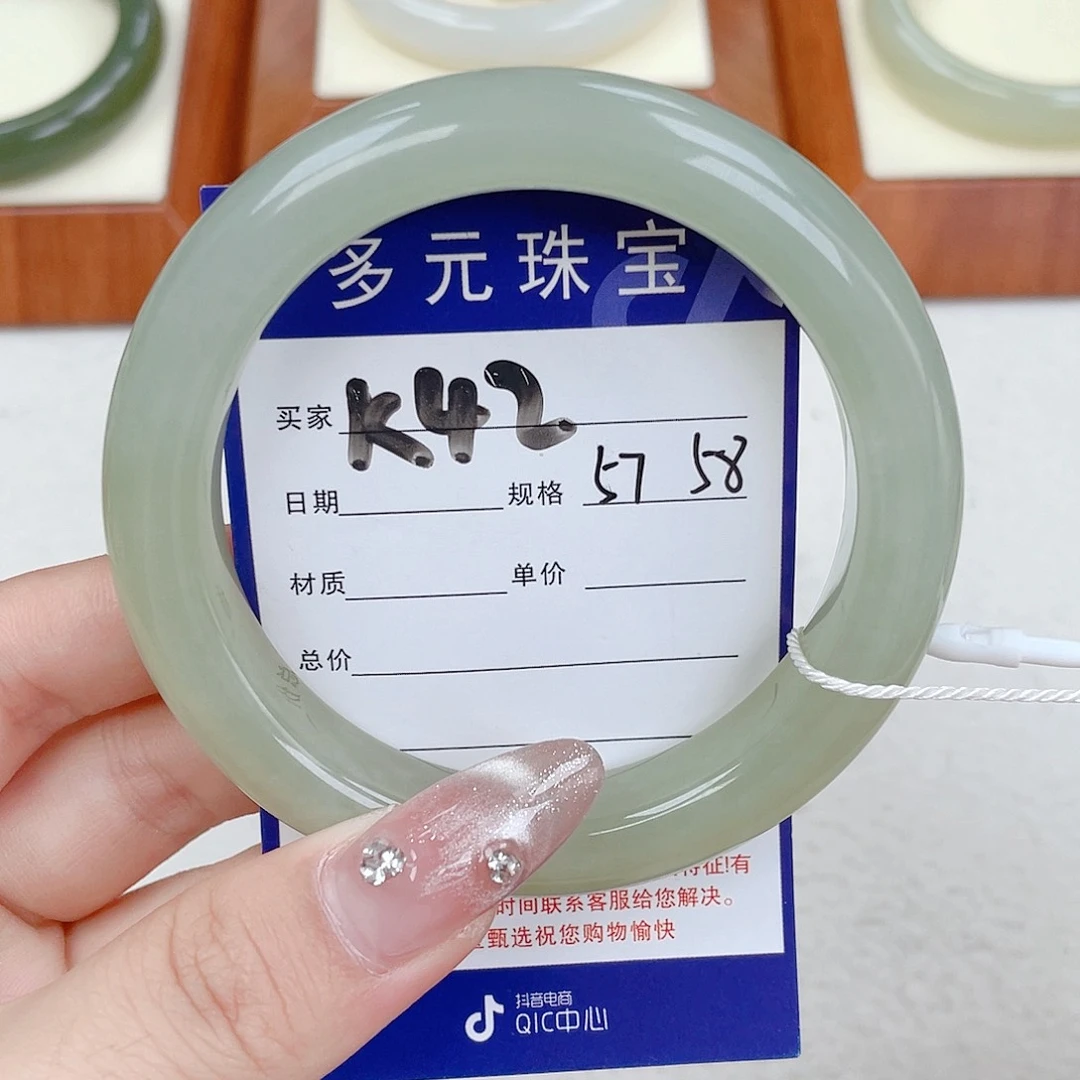 多元珠宝
买家 K42
日期 规格 57 58
材质 单价
总价
特征!有
时间联系客服给您解决。
甄选祝您购物愉快
抖音电商
QIC中心